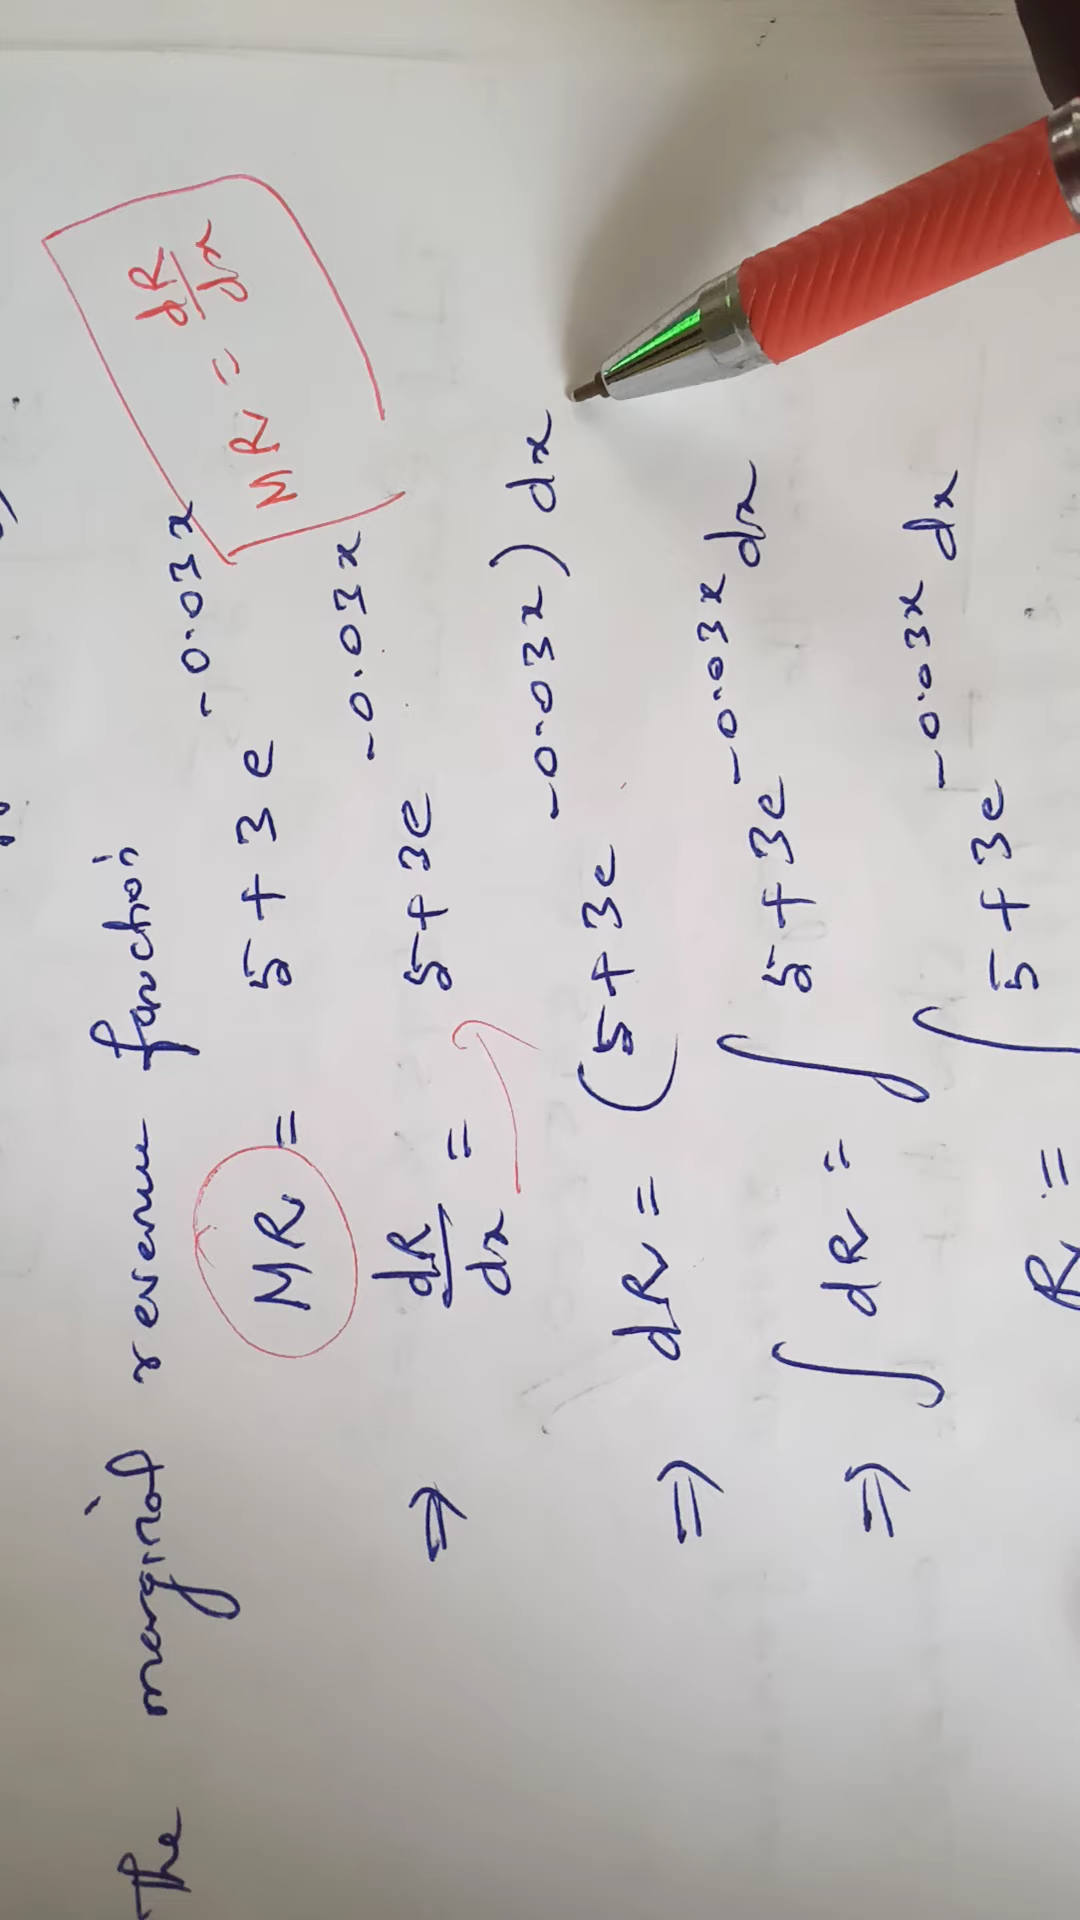 The marginal revenue function
MR = 5 + 3e^{-0.03x}
MR = dR/dx
⇒ dR/dx = 5 + 3e^{-0.03x}
dR = (5 + 3e^{-0.03x}) dx
⇒ ∫ dR = ∫ 5 + 3e^{-0.03x} dx
⇒ R = ∫ 5 + 3e^{-0.03x} dx